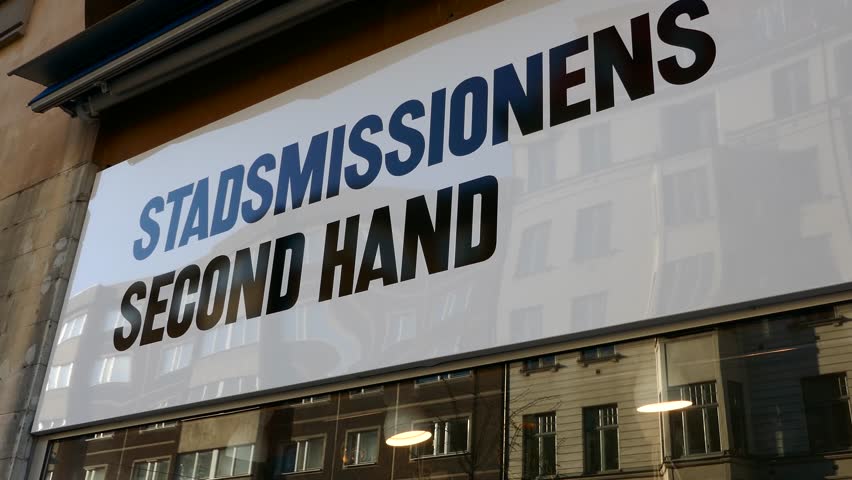 STADSMISSIONENS
SECOND HAND